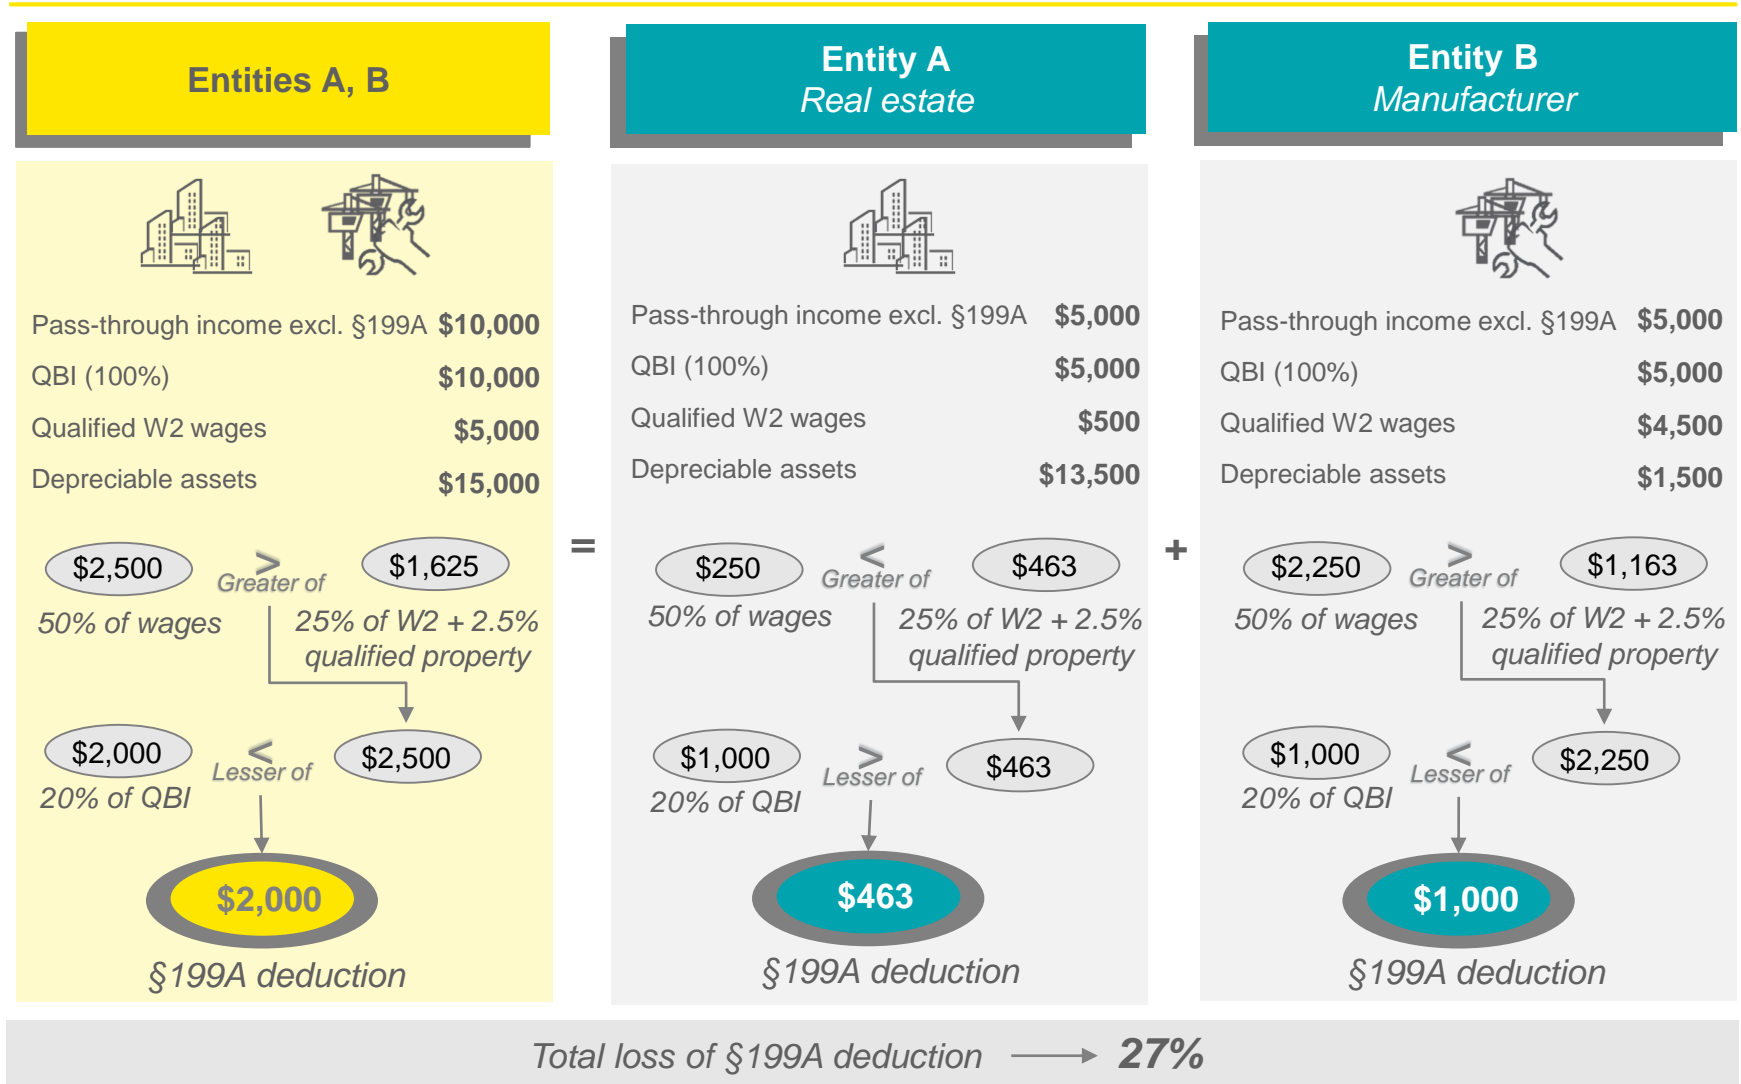 Entities A, B
Pass-through income excl. §199A $10,000
QBI (100%) $10,000
Qualified W2 wages $5,000
Depreciable assets $15,000
$2,500 > $1,625
Greater of
50% of wages 25% of W2 + 2.5%
qualified property
$2,000 < $2,500
Lesser of
20% of QBI
$2,000
§199A deduction
=
Entity A
Real estate
Pass-through income excl. §199A $5,000
QBI (100%) $5,000
Qualified W2 wages $500
Depreciable assets $13,500
$250 < $463
Greater of
50% of wages 25% of W2 + 2.5%
qualified property
$1,000 > $463
Lesser of
20% of QBI
$463
§199A deduction
+
Entity B
Manufacturer
Pass-through income excl. §199A $5,000
QBI (100%) $5,000
Qualified W2 wages $4,500
Depreciable assets $1,500
$2,250 > $1,163
Greater of
50% of wages 25% of W2 + 2.5%
qualified property
$1,000 < $2,250
Lesser of
20% of QBI
$1,000
§199A deduction
Total loss of §199A deduction 27%